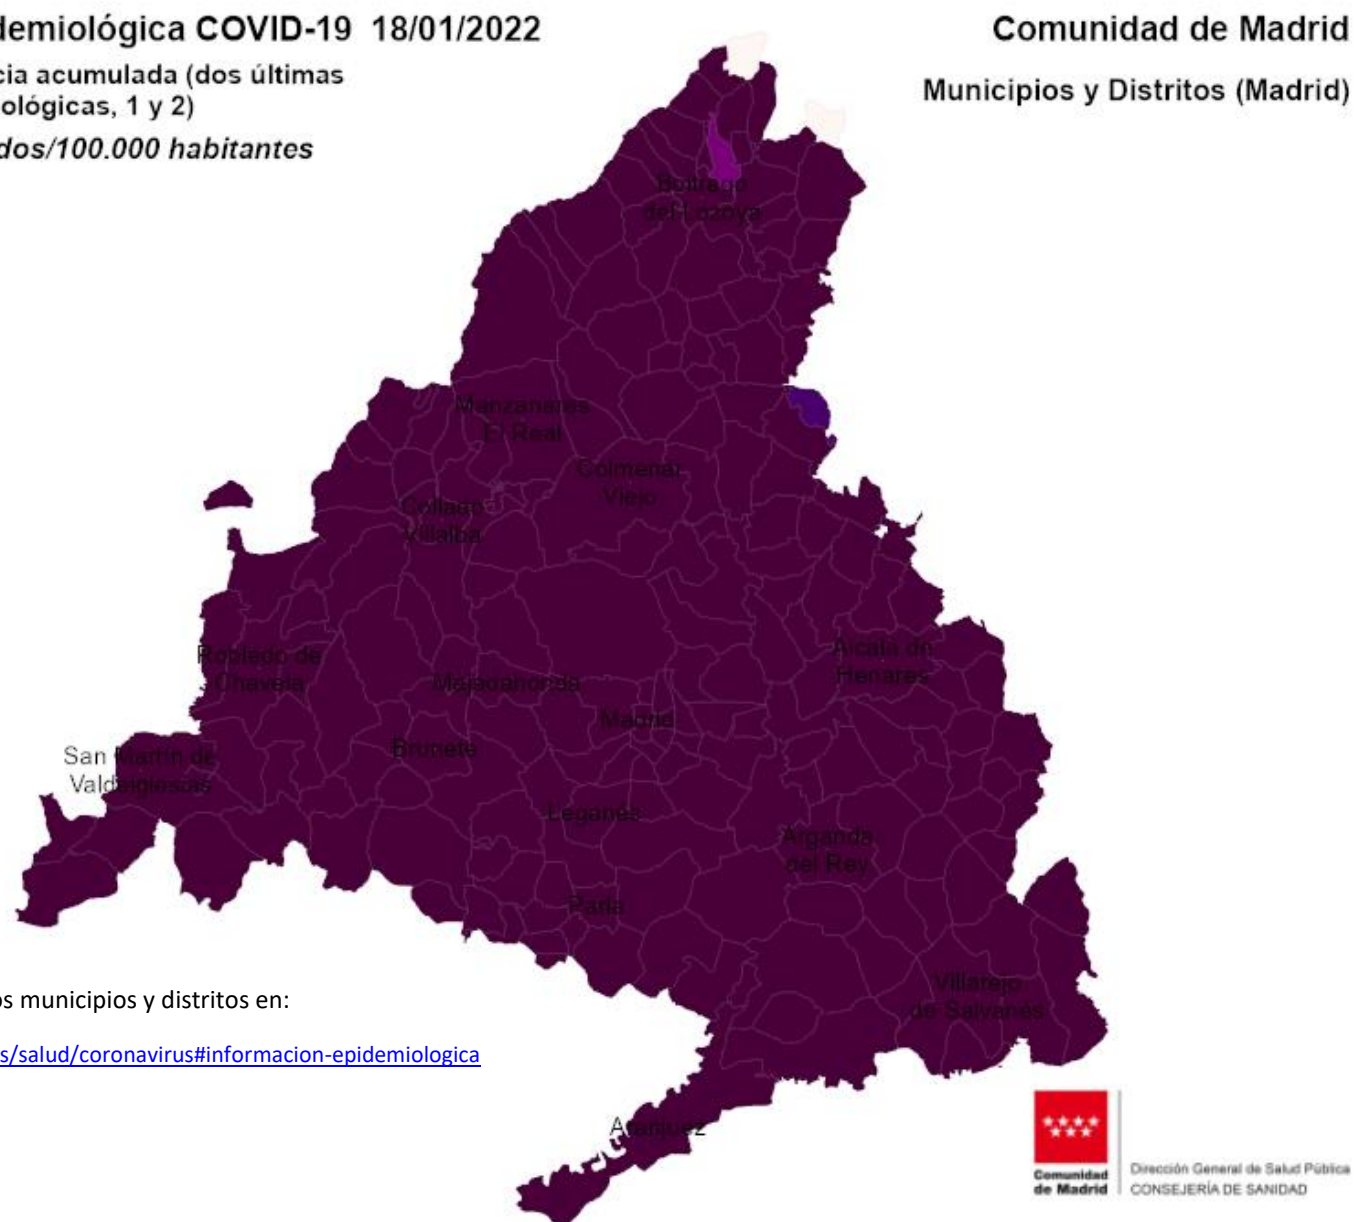 demiológica COVID-19 18/01/2022
cia acumulada (dos últimas
ológicas, 1 y 2)
dos/100.000 habitantes
Comunidad de Madrid
Municipios y Distritos (Madrid)
Buitrago
del Lozoya
Manzanares
El Real
Colmenar
Viejo
Collado
Villalba
Robledo de
Chavela
Majadahonda
Alcalá de
Henares
Madrid
San Martín de
Valdeiglesias
Brunete
Leganés
Arganda
del Rey
Parla
Villarejo
de Salvanés
os municipios y distritos en:
s/salud/coronavirus#informacion-epidemiologica
Aranjuez
Comunidad
de Madrid
Dirección General de Salud Pública
CONSEJERÍA DE SANIDAD